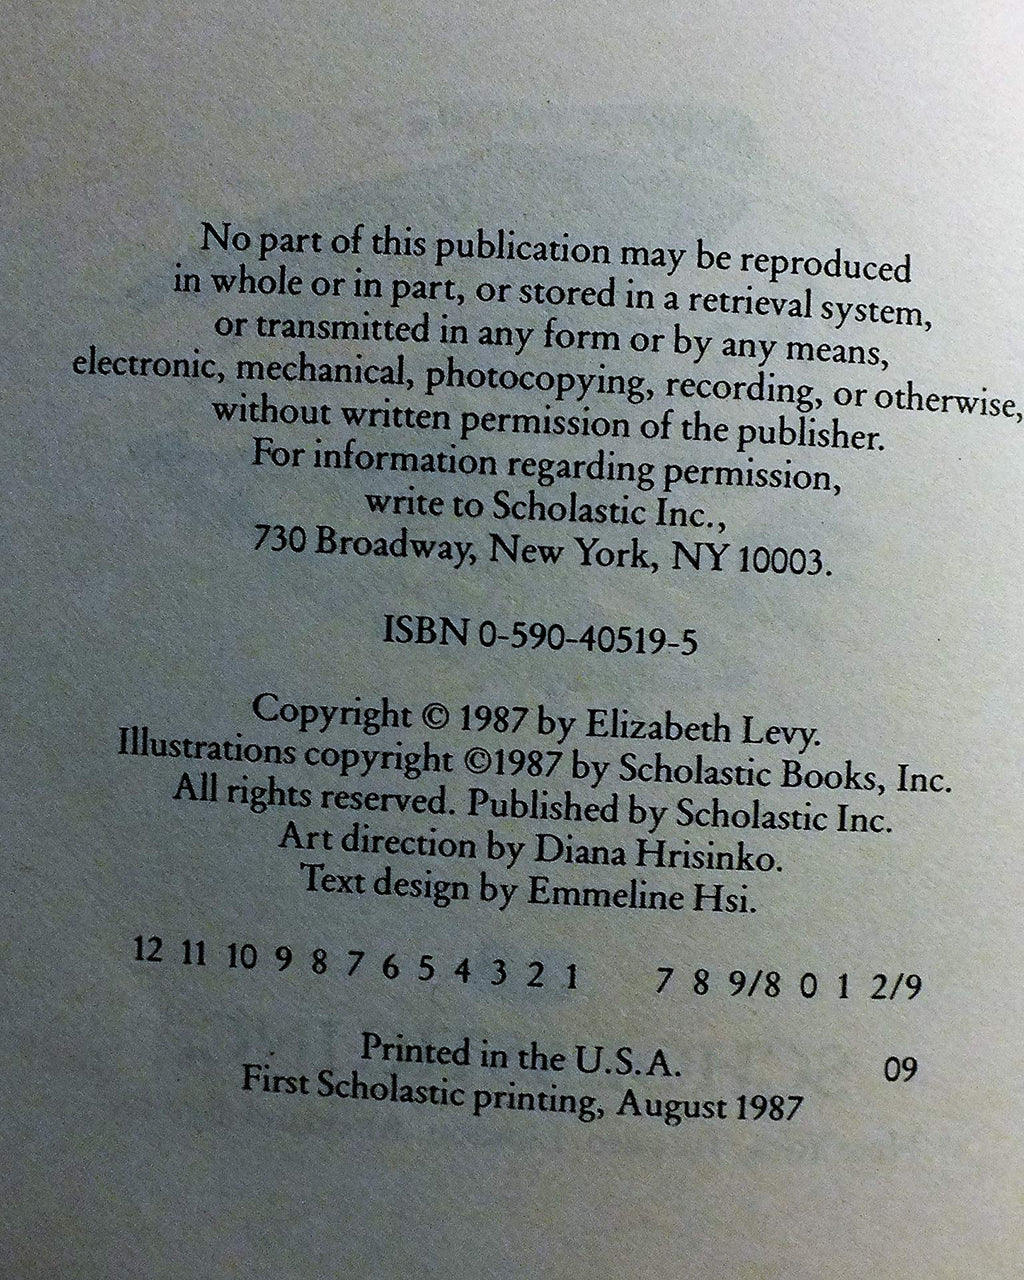 No part of this publication may be reproduced
in whole or in part, or stored in a retrieval system,
or transmitted in any form or by any means,
electronic, mechanical, photocopying, recording, or otherwise,
without written permission of the publisher.
For information regarding permission,
write to Scholastic Inc.,
730 Broadway, New York, NY 10003.
ISBN 0-590-40519-5
Copyright © 1987 by Elizabeth Levy.
Illustrations copyright ©1987 by Scholastic Books, Inc.
All rights reserved. Published by Scholastic Inc.
Art direction by Diana Hrisinko.
Text design by Emmeline Hsi.
12 11 10 9 8 7 6 5 4 3 2 1 7 8 9/8 0 1 2/9
Printed in the U.S.A. 09
First Scholastic printing, August 1987